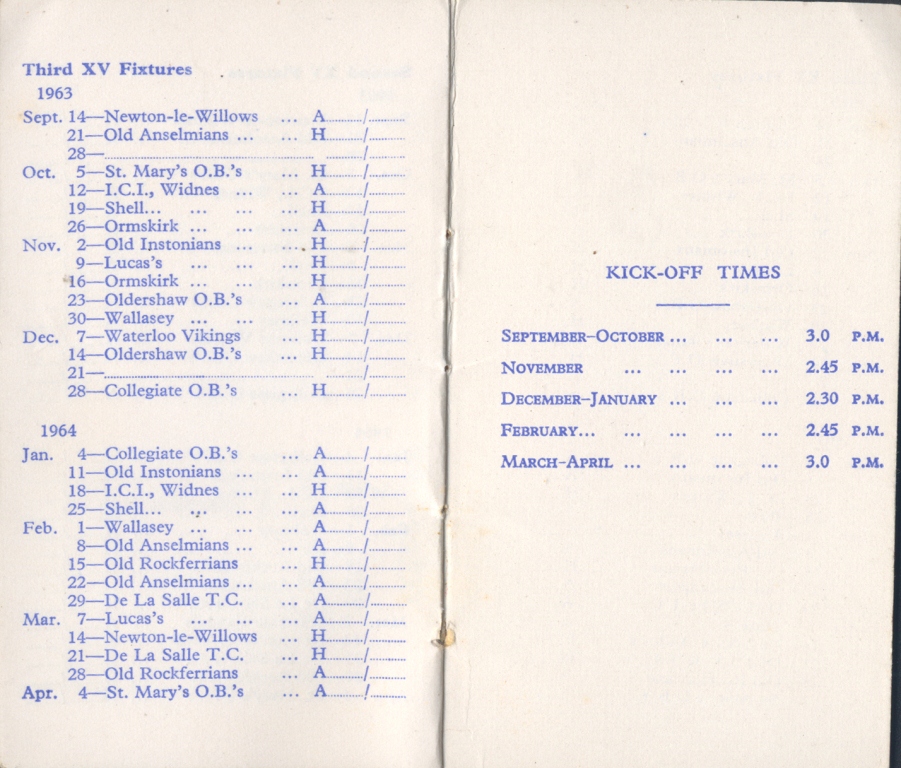 Third XV Fixtures
1963
Sept. 14—Newton-le-Willows ... A........../..........
21—Old Anselmians ... ... H........../..........
28—.................................................. ........../..........
Oct. 5—St. Mary's O.B.'s ... H........../..........
12—I.C.I., Widnes ... ... A........../..........
19—Shell... ... ... ... H........../..........
26—Ormskirk ... ... ... A........../..........
Nov. 2—Old Instonians ... ... H........../..........
9—Lucas's ... ... ... H........../..........
16—Ormskirk ... ... ... H........../..........
23—Oldershaw O.B.'s ... A........../..........
30—Wallasey ... ... ... H........../..........
Dec. 7—Waterloo Vikings ... H........../..........
14—Oldershaw O.B.'s ... H........../..........
21—.................................................. ........../..........
28—Collegiate O.B.'s ... H........../..........
1964
Jan. 4—Collegiate O.B.'s ... A........../..........
11—Old Instonians ... ... A........../..........
18—I.C.I., Widnes ... ... H........../..........
25—Shell... ... ... ... A........../..........
Feb. 1—Wallasey ... ... ... A........../..........
8—Old Anselmians ... ... A........../..........
15—Old Rockferrians ... H........../..........
22—Old Anselmians ... ... A........../..........
29—De La Salle T.C. ... A........../..........
Mar. 7—Lucas's ... ... ... A........../..........
14—Newton-le-Willows ... H........../..........
21—De La Salle T.C. ... H........../..........
28—Old Rockferrians ... A........../..........
Apr. 4—St. Mary's O.B.'s ... A........../..........
KICK-OFF TIMES
SEPTEMBER–OCTOBER ... ... ... 3.0 P.M.
NOVEMBER ... ... ... ... 2.45 P.M.
DECEMBER–JANUARY ... ... ... 2.30 P.M.
FEBRUARY... ... ... ... ... 2.45 P.M.
MARCH-APRIL ... ... ... ... 3.0 P.M.